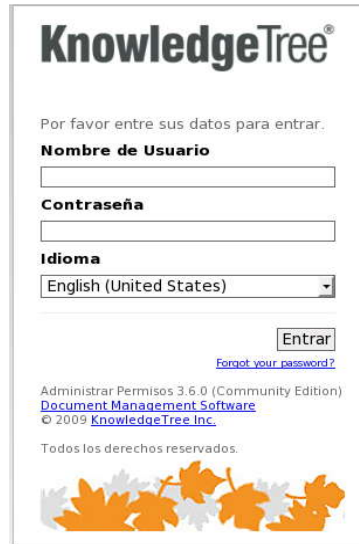 KnowledgeTree®
Por favor entre sus datos para entrar.
Nombre de Usuario
Contraseña
Idioma
English (United States)
Entrar
Forgot your password?
Administrar Permisos 3.6.0 (Community Edition)
Document Management Software
© 2009 KnowledgeTree Inc.
Todos los derechos reservados.